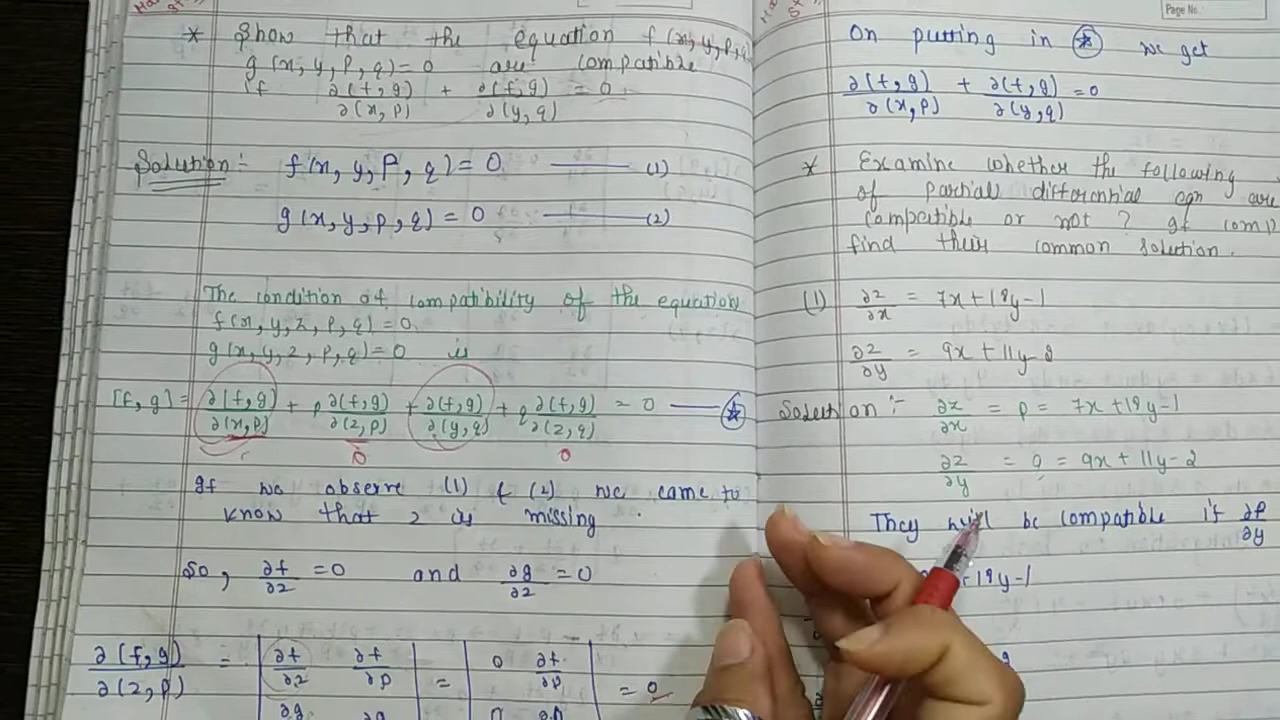 * Show that the equation f(x,y,p,q
g(x,y,p,q)=0 are compatible
if ∂(f,g)/∂(x,p) + ∂(f,g)/∂(y,q) = 0.
Solution:- f(x,y,p,q)=0 ——— (1)
g(x,y,p,q)=0 ——— (2)
The condition of compatibility of the equation
f(x,y,z,p,q)=0.
g(x,y,z,p,q)=0 is
[f,g]= ∂(f,g)/∂(x,p) + p ∂(f,g)/∂(z,p) + ∂(f,g)/∂(y,q) + q ∂(f,g)/∂(z,q) = 0 —
0 0
If we observe (1) & (2) we came to
know that z is missing.
So, ∂f/∂z =0 and ∂g/∂z =0
∂(f,g)/∂(z,p) = | ∂f/∂z ∂f/∂p | = | 0 ∂f/∂p | = 0
Page No.
On putting in we get
∂(f,g)/∂(x,p) + ∂(f,g)/∂(y,q) =0
* Examine whether the following
of partial differential eqn are
compatible or not? If comp
find their common solution.
(1) ∂z/∂x = 7x+18y-1
∂z/∂y = 9x+11y-2
Solution:- ∂z/∂x = p = 7x+18y-1
∂z/∂y = q = 9x+11y-2
They will be compatible if ∂p/∂y
+18y-1